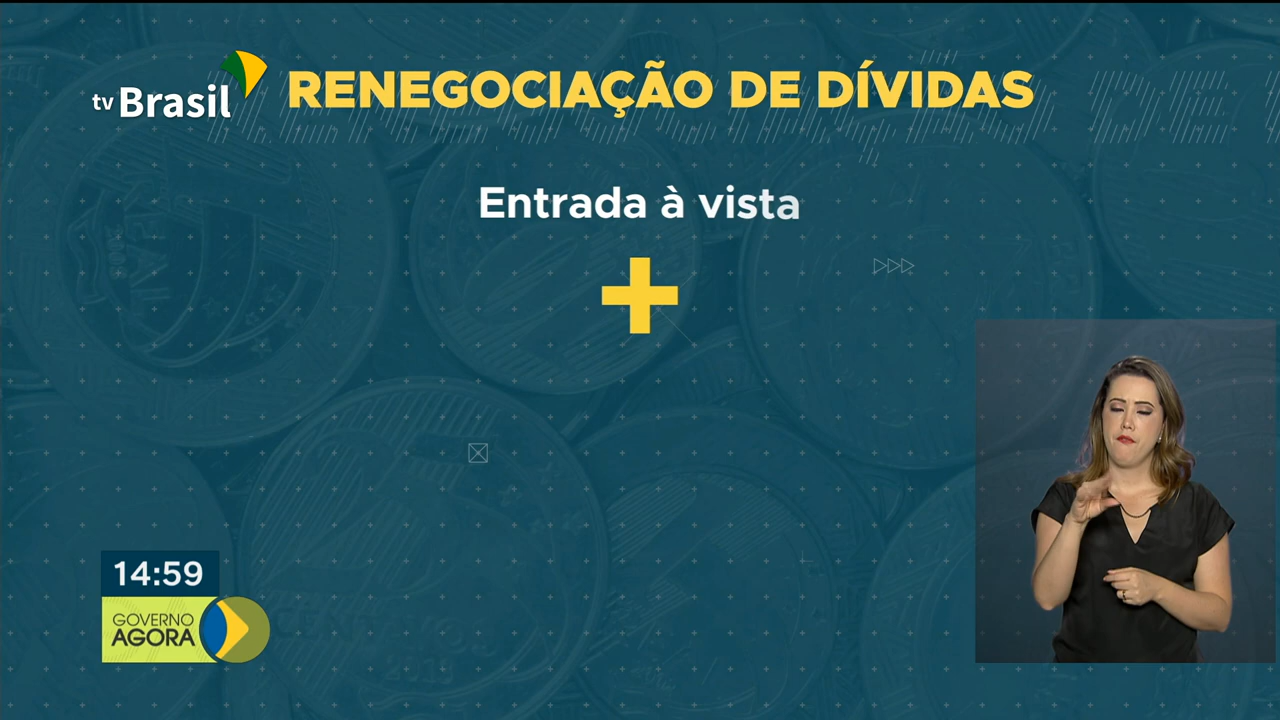 tv Brasil
RENEGOCIAÇÃO DE DÍVIDAS
Entrada à vista
+
14:59
GOVERNO
AGORA